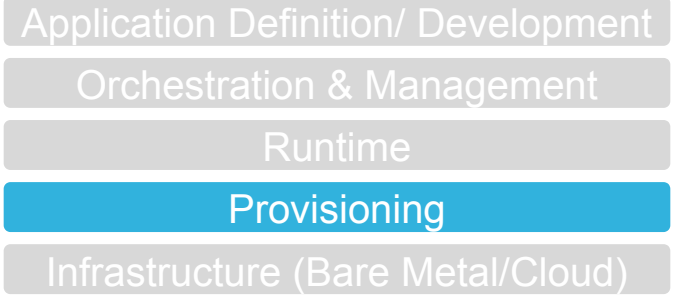 Application Definition/ Development
Orchestration & Management
Runtime
Provisioning
Infrastructure (Bare Metal/Cloud)